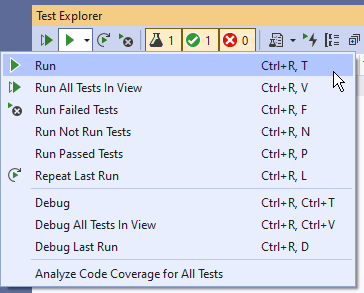 Test Explorer
1 1 0
Run Ctrl+R, T
Run All Tests In View Ctrl+R, V
Run Failed Tests Ctrl+R, F
Run Not Run Tests Ctrl+R, N
Run Passed Tests Ctrl+R, P
Repeat Last Run Ctrl+R, L
Debug Ctrl+R, Ctrl+T
Debug All Tests In View Ctrl+R, Ctrl+V
Debug Last Run Ctrl+R, D
Analyze Code Coverage for All Tests